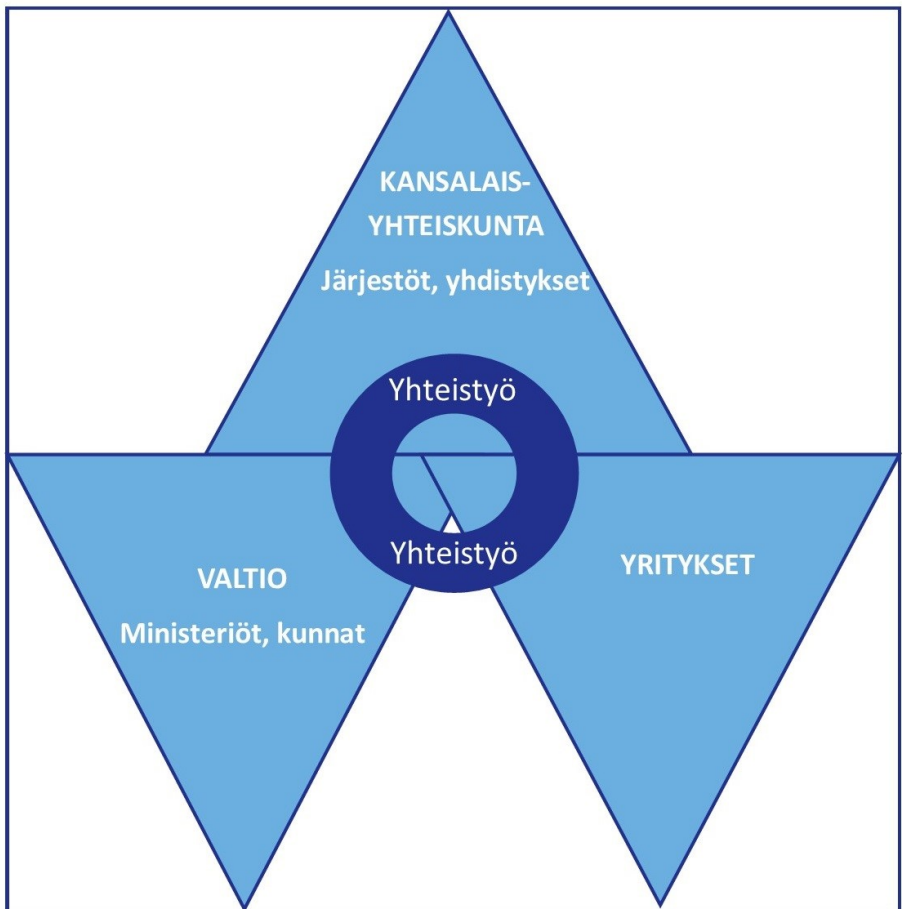 KANSALAIS-
YHTEISKUNTA
Järjestöt, yhdistykset
Yhteistyö
Yhteistyö
VALTIO
Ministeriöt, kunnat
YRITYKSET